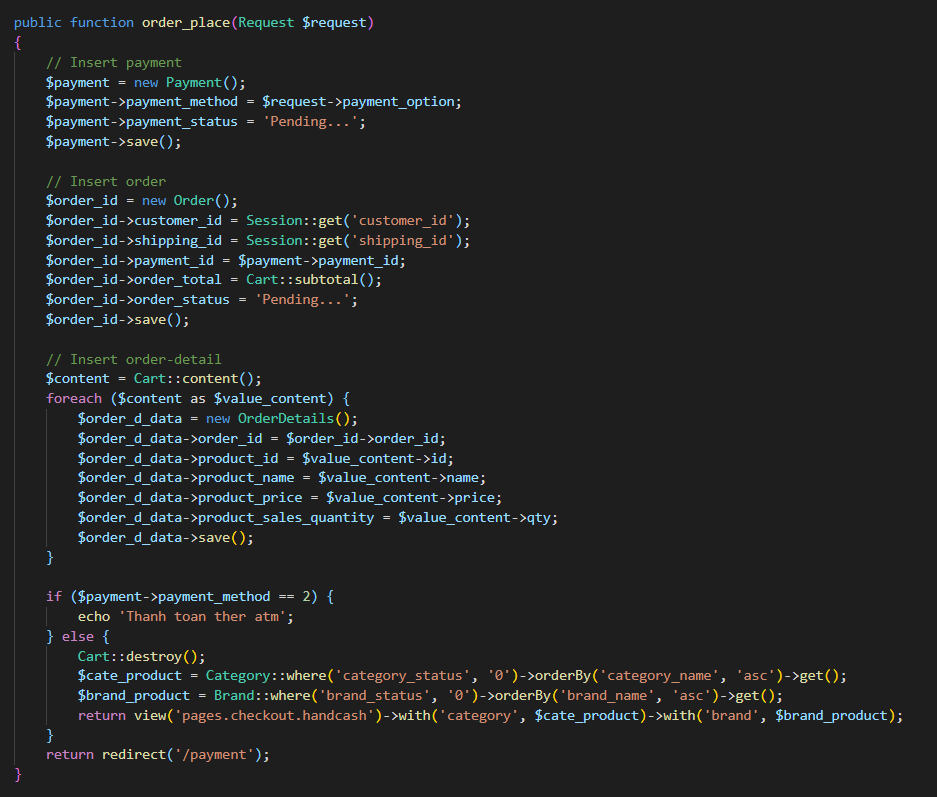 public function order_place(Request $request)
{
    // Insert payment
    $payment = new Payment();
    $payment->payment_method = $request->payment_option;
    $payment->payment_status = 'Pending...';
    $payment->save();

    // Insert order
    $order_id = new Order();
    $order_id->customer_id = Session::get('customer_id');
    $order_id->shipping_id = Session::get('shipping_id');
    $order_id->payment_id = $payment->payment_id;
    $order_id->order_total = Cart::subtotal();
    $order_id->order_status = 'Pending...';
    $order_id->save();

    // Insert order-detail
    $content = Cart::content();
    foreach ($content as $value_content) {
        $order_d_data = new OrderDetails();
        $order_d_data->order_id = $order_id->order_id;
        $order_d_data->product_id = $value_content->id;
        $order_d_data->product_name = $value_content->name;
        $order_d_data->product_price = $value_content->price;
        $order_d_data->product_sales_quantity = $value_content->qty;
        $order_d_data->save();
    }

    if ($payment->payment_method == 2) {
        echo 'Thanh toan ther atm';
    } else {
        Cart::destroy();
        $cate_product = Category::where('category_status', '0')->orderBy('category_name', 'asc')->get();
        $brand_product = Brand::where('brand_status', '0')->orderBy('brand_name', 'asc')->get();
        return view('pages.checkout.handcash')->with('category', $cate_product)->with('brand', $brand_product);
    }
    return redirect('/payment');
}